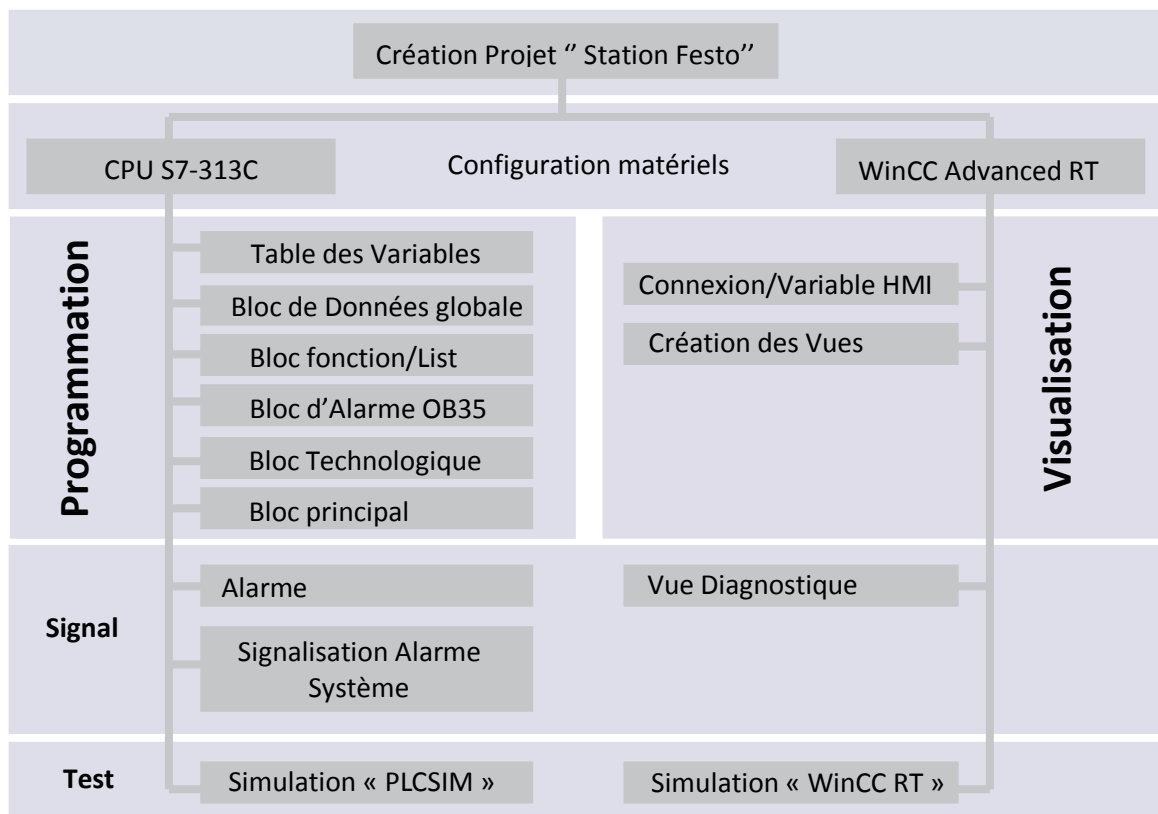 Création Projet ‘’ Station Festo’’
CPU S7-313C
Configuration matériels
WinCC Advanced RT
Programmation
Table des Variables
Bloc de Données globale
Bloc fonction/List
Bloc d’Alarme OB35
Bloc Technologique
Bloc principal
Connexion/Variable HMI
Création des Vues
Visualisation
Signal
Alarme
Signalisation Alarme
Système
Vue Diagnostique
Test
Simulation « PLCSIM »
Simulation « WinCC RT »